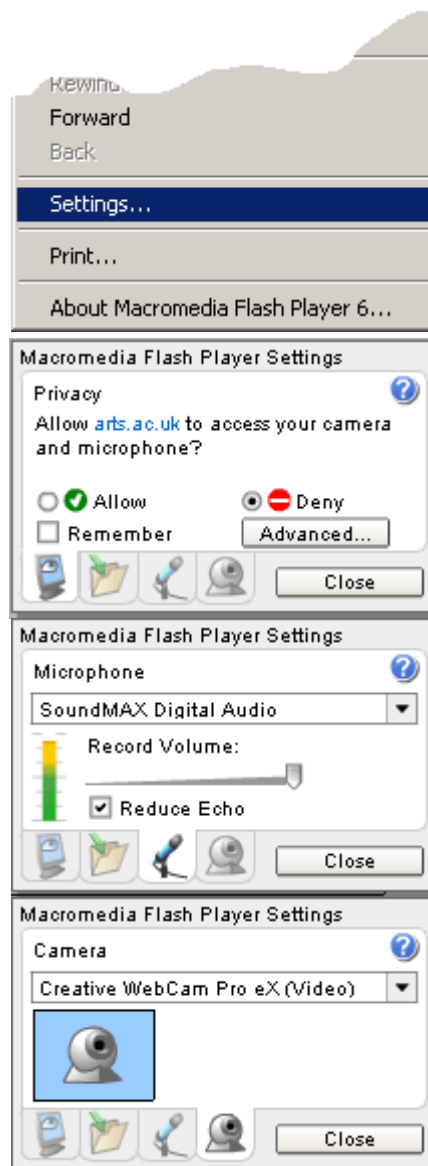 Rewind
Forward
Back
Settings...
Print...
About Macromedia Flash Player 6...
Macromedia Flash Player Settings
Privacy
Allow arts.ac.uk to access your camera
and microphone?
Allow Deny
Remember Advanced...
Close
Macromedia Flash Player Settings
Microphone
SoundMAX Digital Audio
Record Volume:
Reduce Echo
Close
Macromedia Flash Player Settings
Camera
Creative WebCam Pro eX (Video)
Close